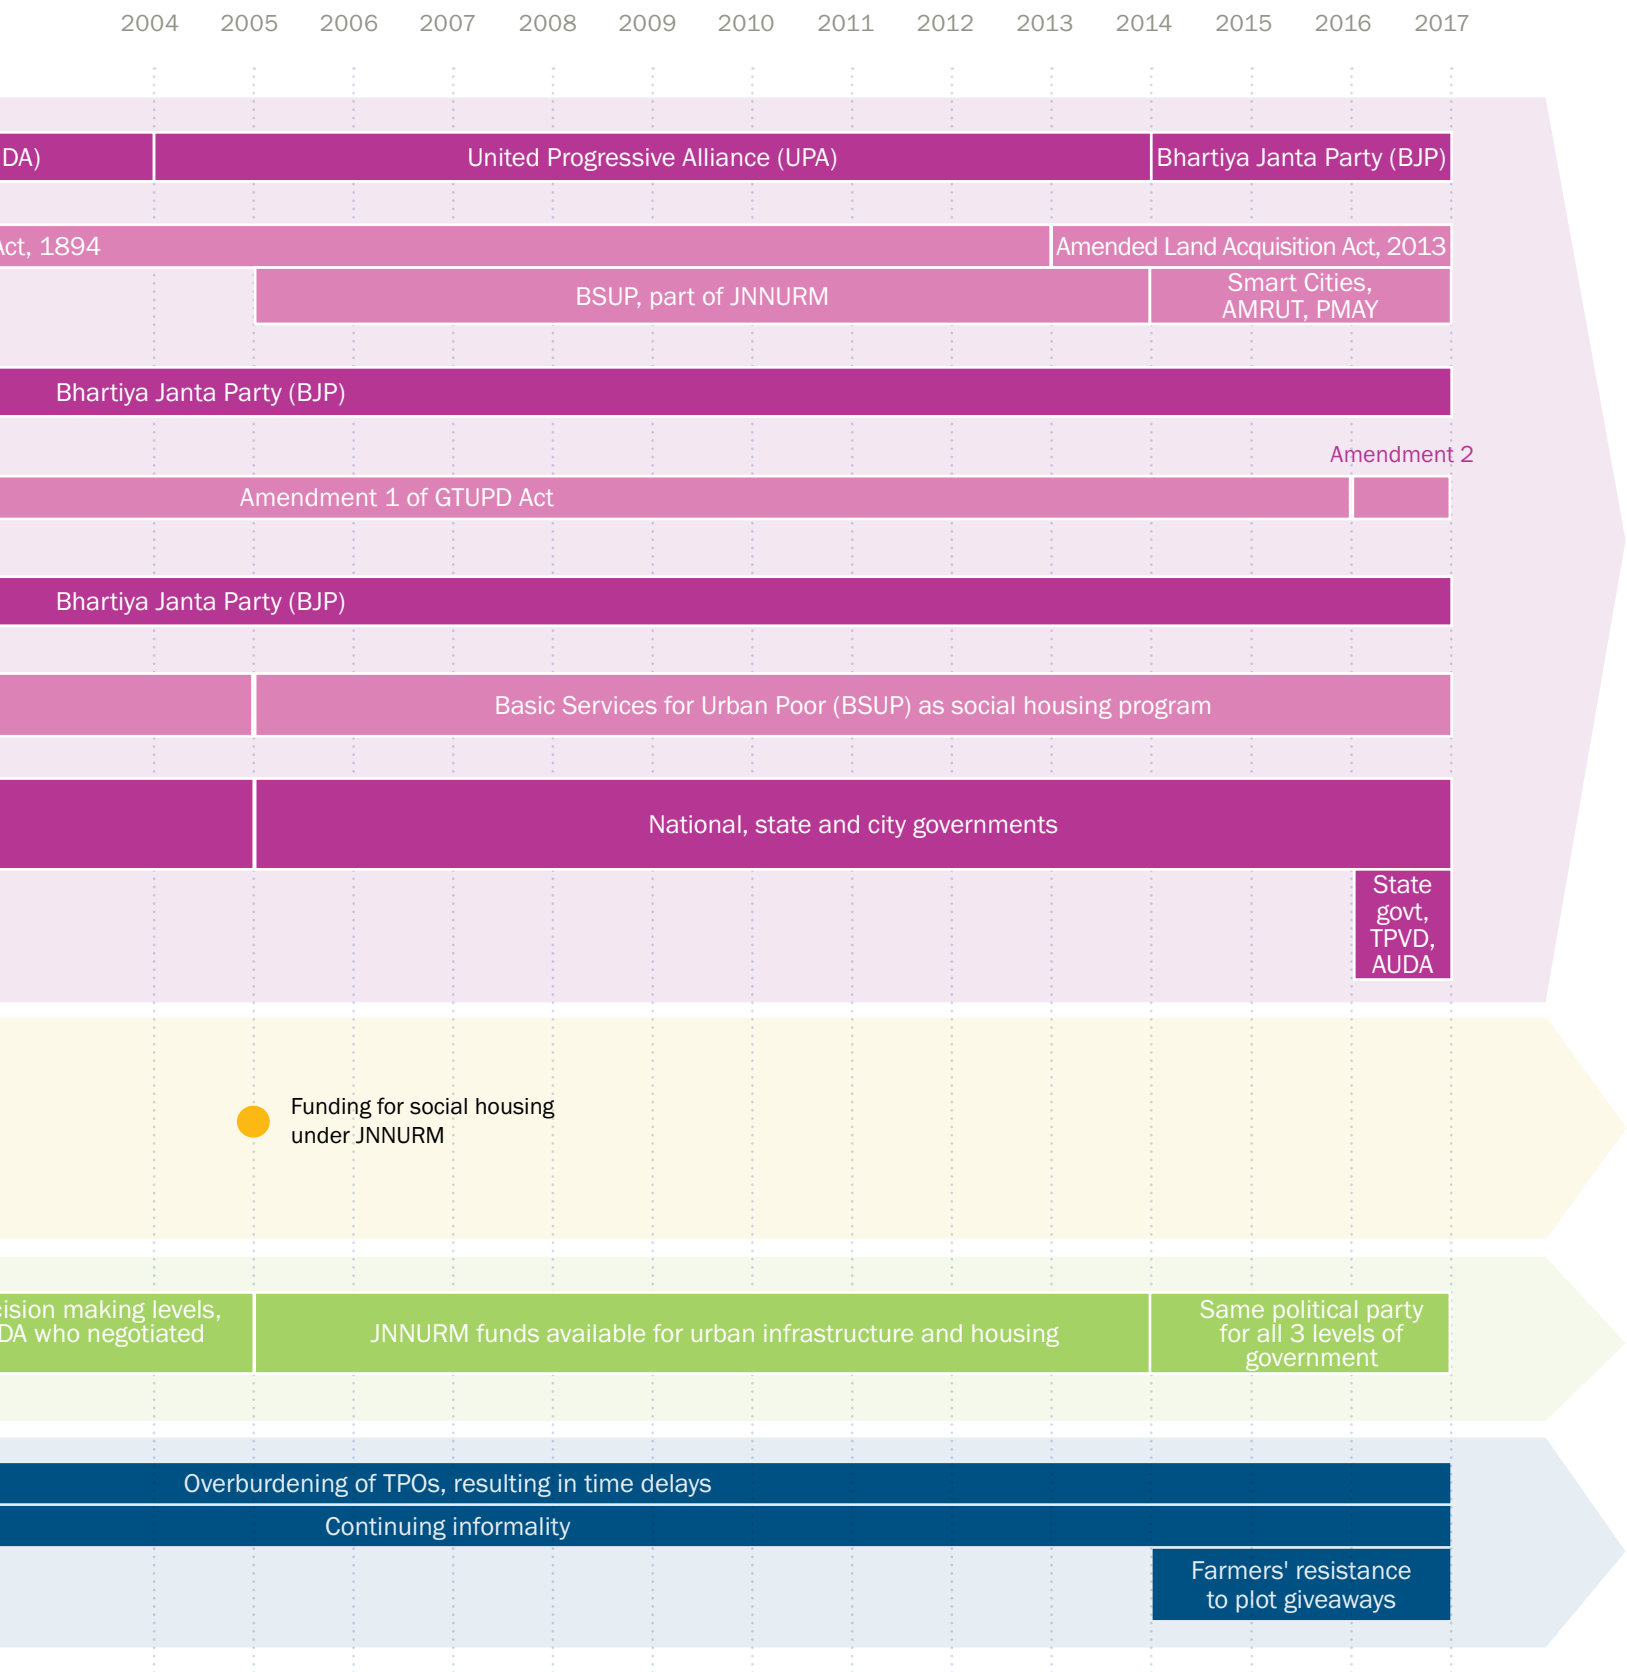 2004 2005 2006 2007 2008 2009 2010 2011 2012 2013 2014 2015 2016 2017
DA) United Progressive Alliance (UPA) Bhartiya Janta Party (BJP)
Act, 1894 Amended Land Acquisition Act, 2013
BSUP, part of JNNURM
Smart Cities,
AMRUT, PMAY
Bhartiya Janta Party (BJP)
Amendment 2
Amendment 1 of GTUPD Act
Bhartiya Janta Party (BJP)
Basic Services for Urban Poor (BSUP) as social housing program
National, state and city governments
State
govt,
TPVD,
AUDA
Funding for social housing
under JNNURM
cision making levels,
DA who negotiated
JNNURM funds available for urban infrastructure and housing
Same political party
for all 3 levels of
government
Overburdening of TPOs, resulting in time delays
Continuing informality
Farmers' resistance
to plot giveaways